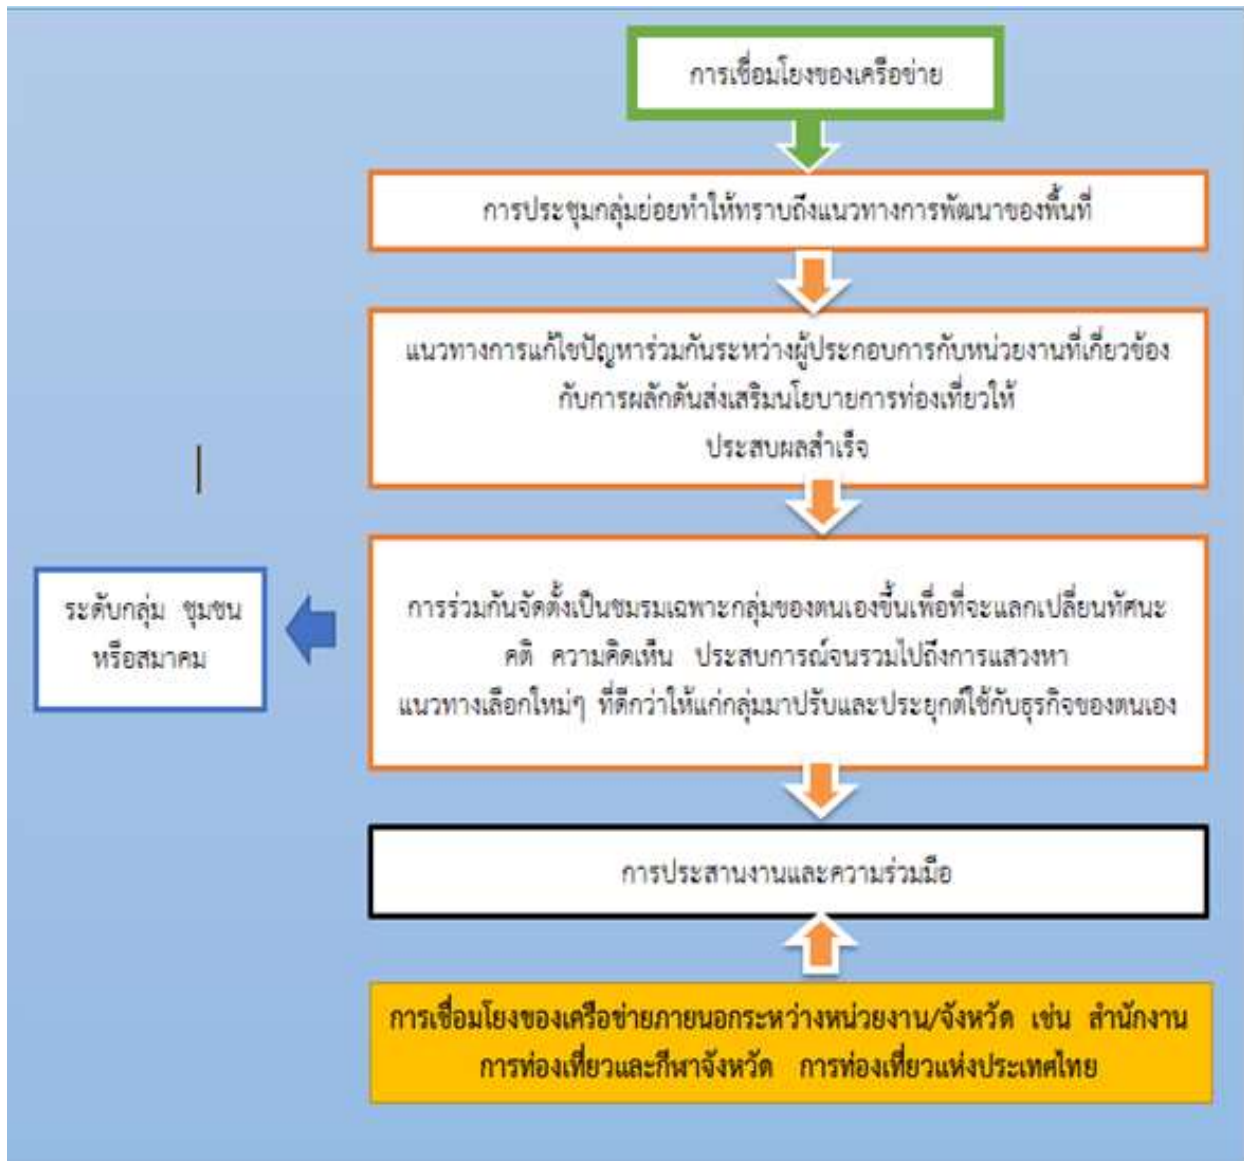 การเชื่อมโยงของเครือข่าย
การประชุมกลุ่มย่อยทำให้ทราบถึงแนวทางการพัฒนาของพื้นที่
แนวทางการแก้ไขปัญหาร่วมกันระหว่างผู้ประกอบการกับหน่วยงานที่เกี่ยวข้อง
กับการผลักดันส่งเสริมนโยบายการท่องเที่ยวให้
ประสบผลสำเร็จ
ระดับกลุ่ม ชุมชน
หรือสมาคม
การร่วมกันจัดตั้งเป็นชมรมเฉพาะกลุ่มของตนเองขึ้นเพื่อที่จะแลกเปลี่ยนทัศนะ
คติ ความคิดเห็น ประสบการณ์จนรวมไปถึงการแสวงหา
แนวทางเลือกใหม่ๆ ที่ดีกว่าให้แก่กลุ่มมาปรับและประยุกต์ใช้กับธุรกิจของตนเอง
การประสานงานและความร่วมมือ
การเชื่อมโยงของเครือข่ายภายนอกระหว่างหน่วยงาน/จังหวัด เช่น สำนักงาน
การท่องเที่ยวและกีฬาจังหวัด การท่องเที่ยวแห่งประเทศไทย